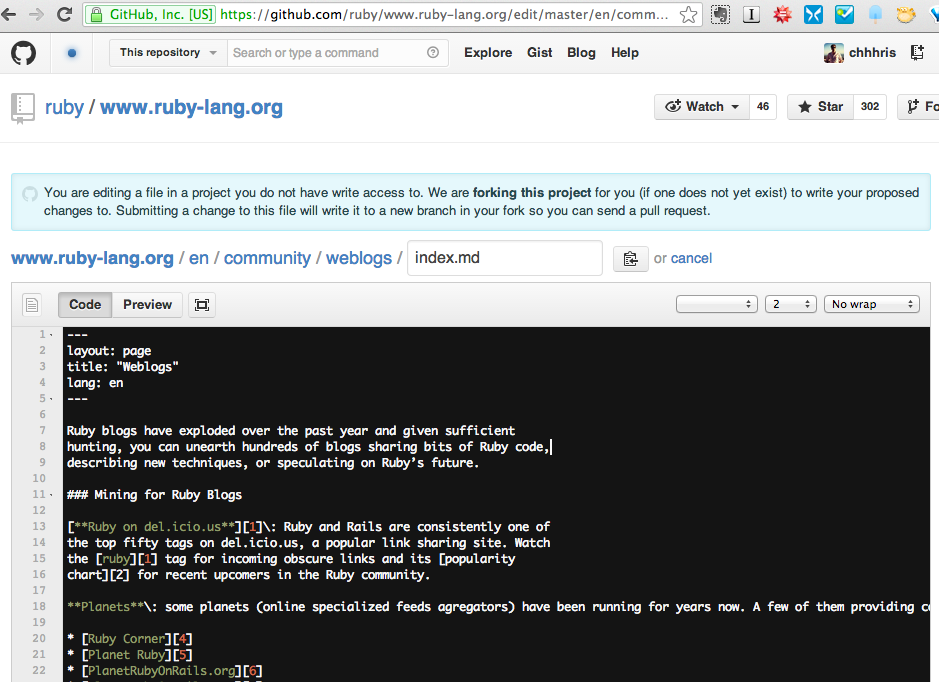 GitHub, Inc. [US] https://github.com/ruby/www.ruby-lang.org/edit/master/en/comm...
This repository Search or type a command Explore Gist Blog Help chhhris
ruby / www.ruby-lang.org Watch 46 Star 302 Fo
You are editing a file in a project you do not have write access to. We are forking this project for you (if one does not yet exist) to write your proposed
changes to. Submitting a change to this file will write it to a new branch in your fork so you can send a pull request.
www.ruby-lang.org / en / community / weblogs / index.md or cancel
Code Preview 2 No wrap
1 ---
2 layout: page
3 title: "Weblogs"
4 lang: en
5 ---
6
7 Ruby blogs have exploded over the past year and given sufficient
8 hunting, you can unearth hundreds of blogs sharing bits of Ruby code,
9 describing new techniques, or speculating on Ruby’s future.
10
11 ### Mining for Ruby Blogs
12
13 [**Ruby on del.icio.us**][1]\: Ruby and Rails are consistently one of
14 the top fifty tags on del.icio.us, a popular link sharing site. Watch
15 the [ruby][1] tag for incoming obscure links and its [popularity
16 chart][2] for recent upcomers in the Ruby community.
17
18 **Planets**\: some planets (online specialized feeds agregators) have been running for years now. A few of them providing c
19
20 * [Ruby Corner][4]
21 * [Planet Ruby][5]
22 * [PlanetRubyOnRails.org][6]